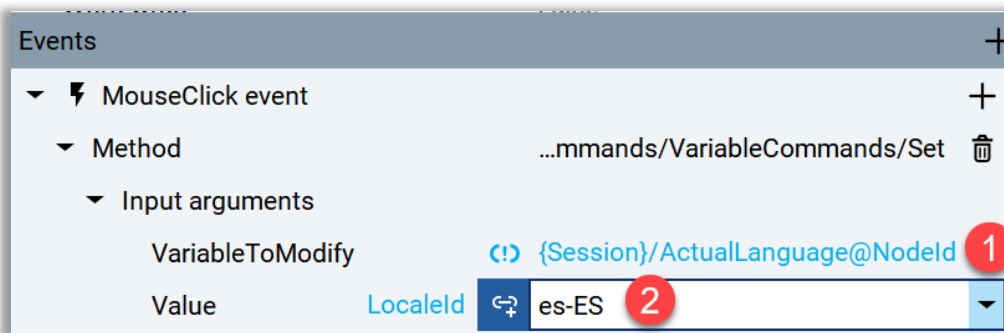 Events
MouseClick event
Method ...mmands/VariableCommands/Set
Input arguments
VariableToModify {Session}/ActualLanguage@NodeId 1
Value LocaleId es-ES 2